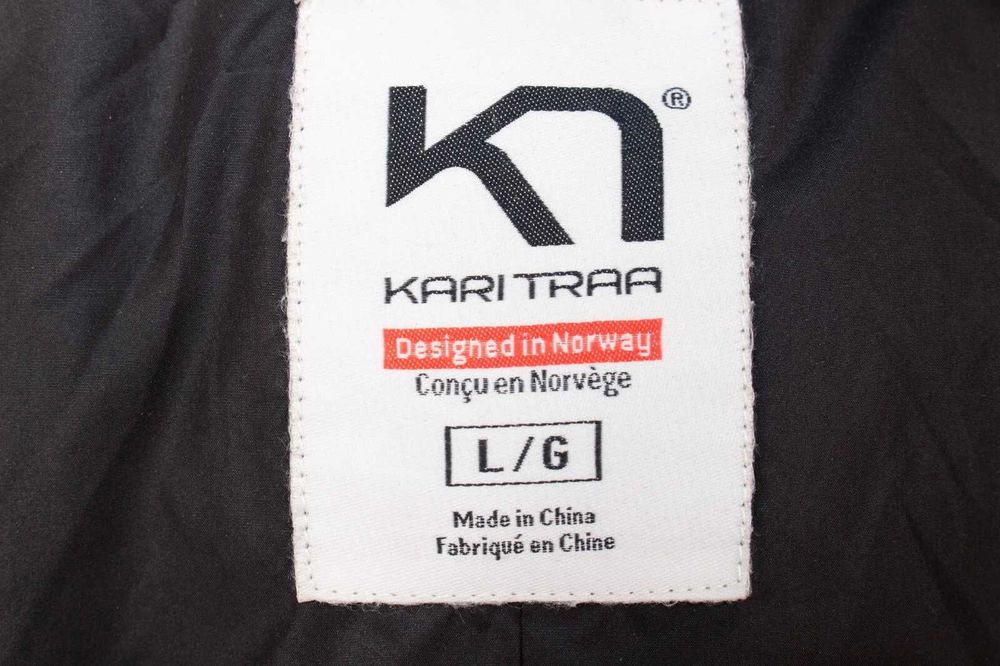 ®
KARI TRAA
Designed in Norway
Conçu en Norvège
L/G
Made in China
Fabriqué en Chine